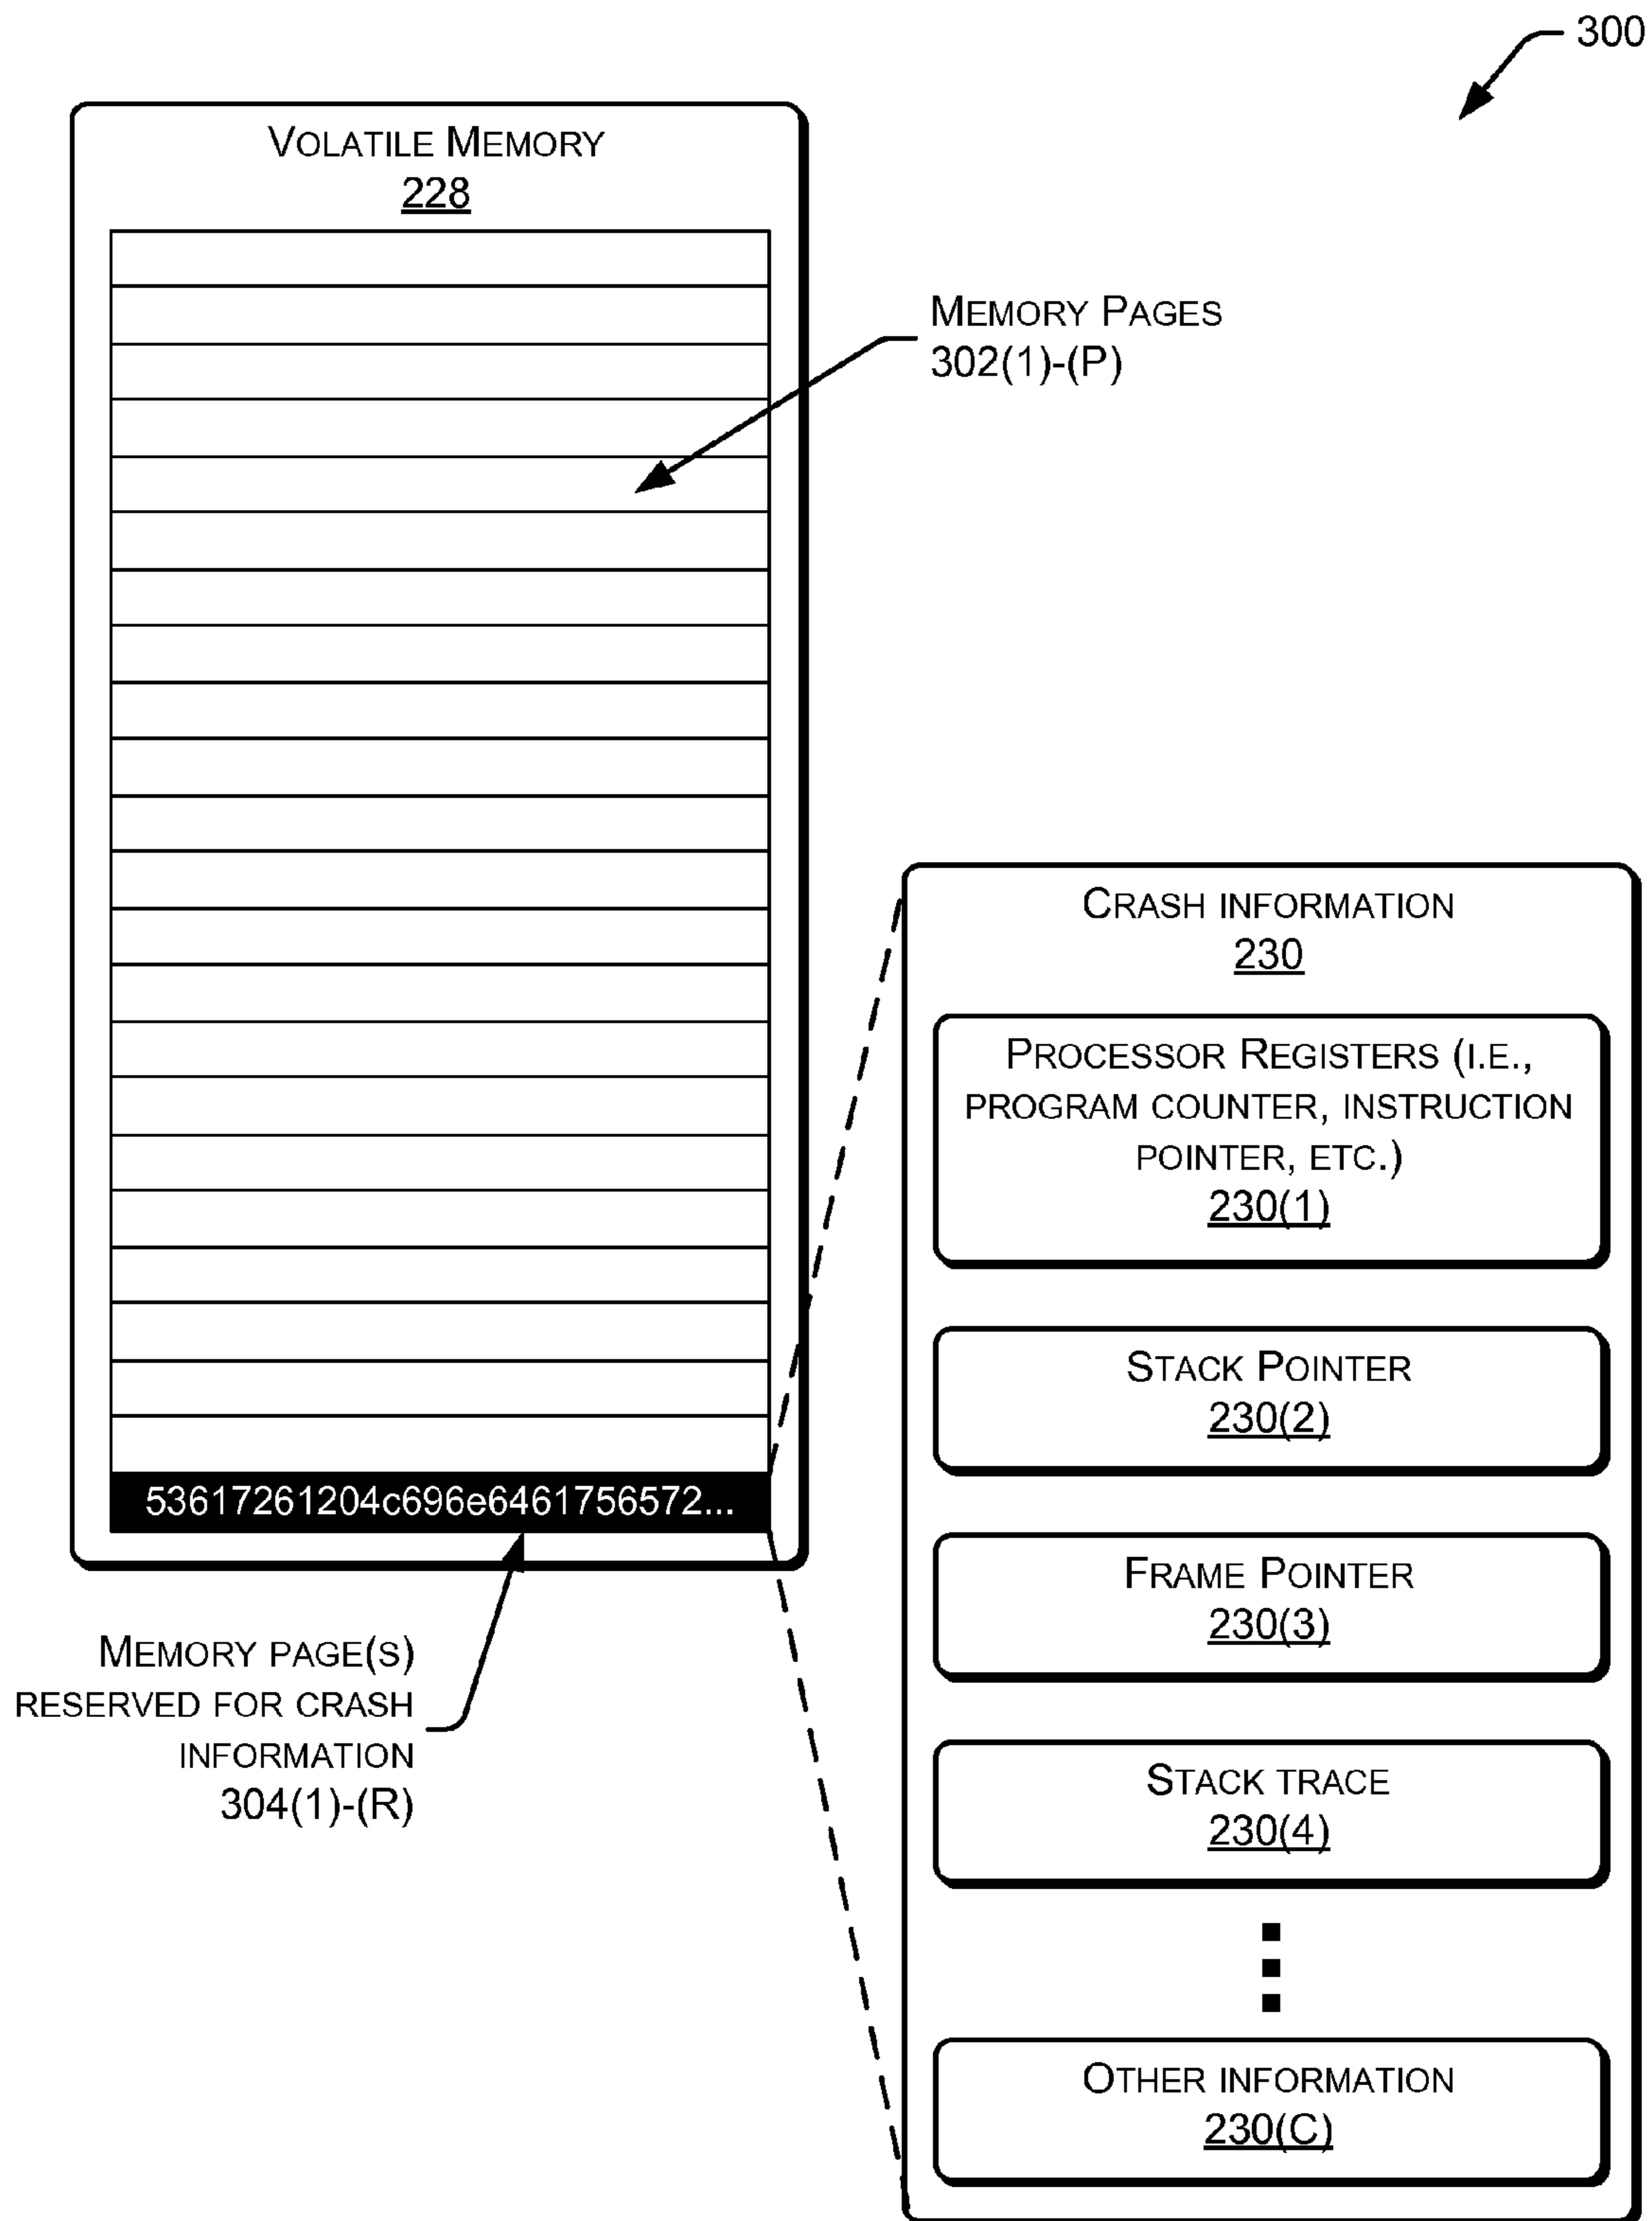 300
VOLATILE MEMORY
228
MEMORY PAGES
302(1)-(P)
53617261204c696e6461756572...
MEMORY PAGE(S)
RESERVED FOR CRASH
INFORMATION
304(1)-(R)
CRASH INFORMATION
230
PROCESSOR REGISTERS (I.E.,
PROGRAM COUNTER, INSTRUCTION
POINTER, ETC.)
230(1)
STACK POINTER
230(2)
FRAME POINTER
230(3)
STACK TRACE
230(4)
OTHER INFORMATION
230(C)